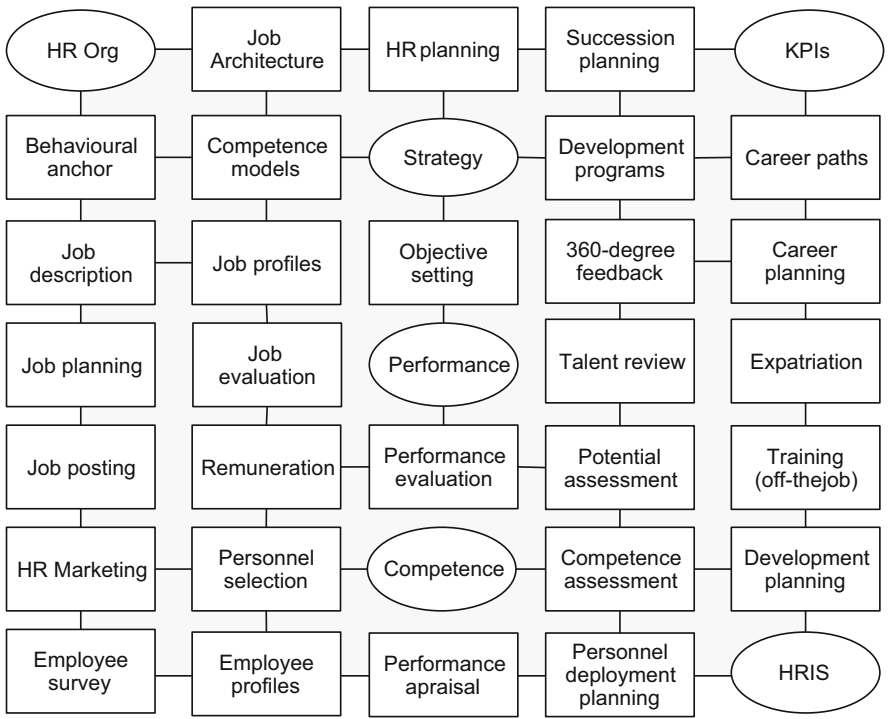 HR Org
Job
Architecture
HR planning
Succession
planning
KPIs
Behavioural
anchor
Competence
models
Strategy
Development
programs
Career paths
Job
description
Job profiles
Objective
setting
360-degree
feedback
Career
planning
Job planning
Job
evaluation
Performance
Talent review
Expatriation
Job posting
Remuneration
Performance
evaluation
Potential
assessment
Training
(off-thejob)
HR Marketing
Personnel
selection
Competence
Competence
assessment
Development
planning
Employee
survey
Employee
profiles
Performance
apraisal
Personnel
deployment
planning
HRIS